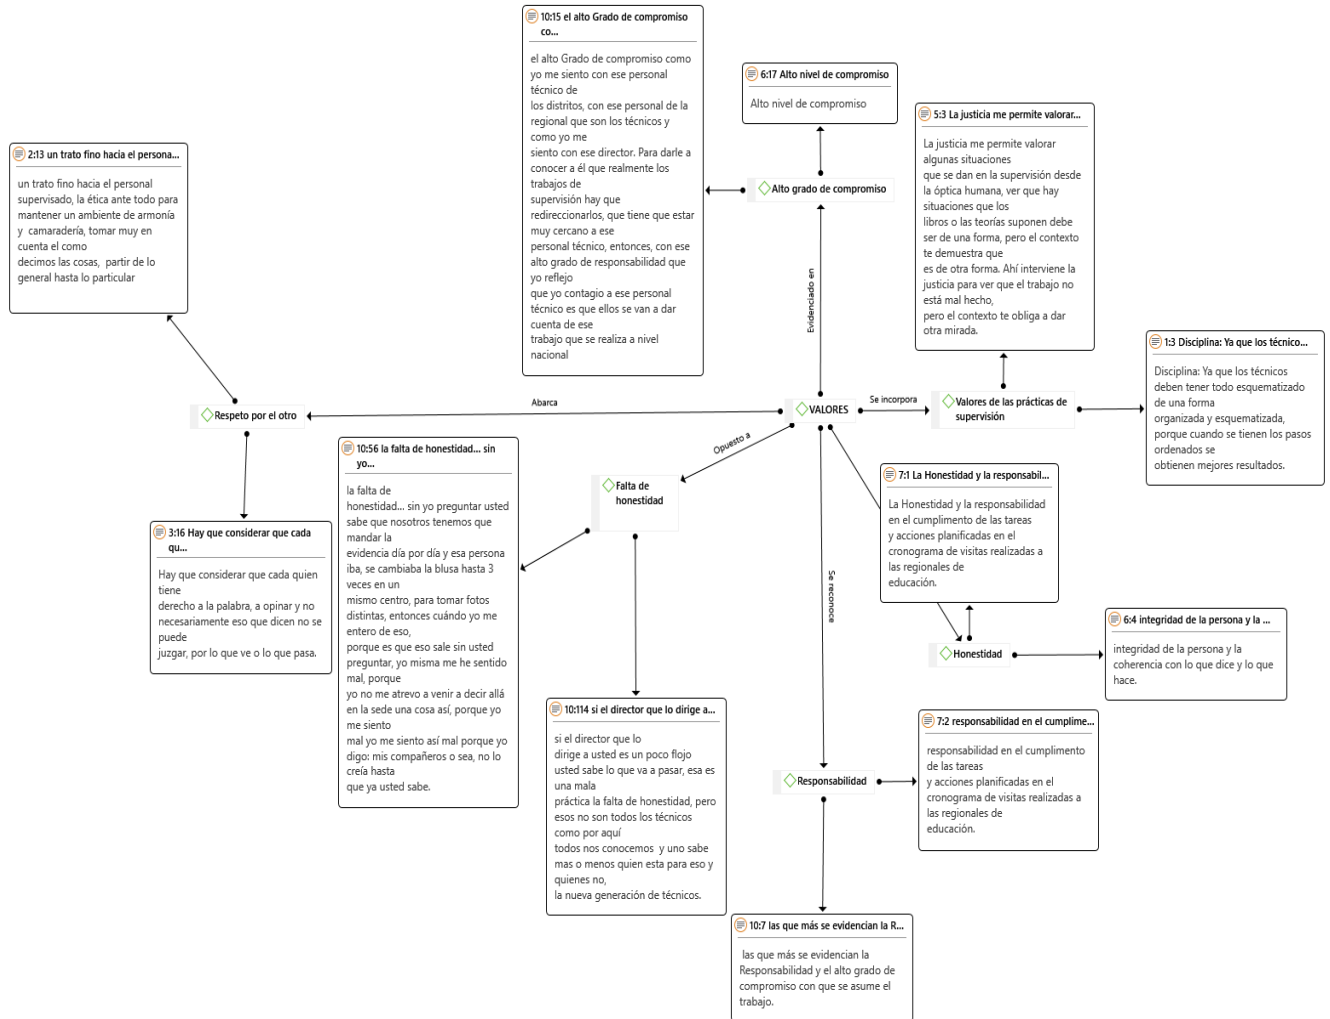 10:15 el alto Grado de compromiso
co...
el alto Grado de compromiso como
yo me siento con ese personal
técnico de
los distritos, con ese personal de la
regional que son los técnicos y
como yo me
siento con ese director. Para darle a
conocer a él que realmente los
trabajos de
supervisión hay que
redireccionarlos, que tiene que estar
muy cercano a ese
personal técnico, entonces, con ese
alto grado de responsabilidad que
yo reflejo
que yo contagio a ese personal
técnico es que ellos se van a dar
cuenta de ese
trabajo que se realiza a nivel
nacional
6:17 Alto nivel de compromiso
Alto nivel de compromiso
5:3 La justicia me permite valorar...
La justicia me permite valorar
algunas situaciones
que se dan en la supervisión desde
la óptica humana, ver que hay
situaciones que los
libros o las teorías suponen debe
ser de una forma, pero el contexto
te demuestra que
es de otra forma. Ahí interviene la
justicia para ver que el trabajo no
está mal hecho,
pero el contexto te obliga a dar
otra mirada.
2:13 un trato fino hacia el persona...
un trato fino hacia el personal
supervisado, la ética ante todo para
mantener un ambiente de armonía
y camaradería, tomar muy en
cuenta el como
decimos las cosas, partir de lo
general hasta lo particular
Alto grado de compromiso
Evidenciado en
1:3 Disciplina: Ya que los técnico...
Disciplina: Ya que los técnicos
deben tener todo esquematizado
de una forma
organizada y esquematizada,
porque cuando se tienen los pasos
ordenados se
obtienen mejores resultados.
Respeto por el otro
Abarca
VALORES
Se incorpora
Valores de las prácticas de
supervisión
Opuesto a
10:56 la falta de honestidad... sin
yo...
la falta de
honestidad... sin yo preguntar usted
sabe que nosotros tenemos que
mandar la
evidencia día por día y esa persona
iba, se cambiaba la blusa hasta 3
veces en un
mismo centro, para tomar fotos
distintas, entonces cuándo yo me
entero de eso,
porque es que eso sale sin usted
preguntar, yo misma me he sentido
mal, porque
yo no me atrevo a venir a decir allá
en la sede una cosa así, porque yo
me siento
mal yo me siento así mal porque yo
digo: mis compañeros o sea, no lo
creía hasta
que ya usted sabe.
Falta de
honestidad
7:1 La Honestidad y la responsabil...
La Honestidad y la responsabilidad
en el cumplimento de las tareas
y acciones planificadas en el
cronograma de visitas realizadas a
las regionales de
educación.
3:16 Hay que considerar que cada
qu...
Hay que considerar que cada quien
tiene
derecho a la palabra, a opinar y no
necesariamente eso que dicen no se
puede
juzgar, por lo que ve o lo que pasa.
Se reconoce
Honestidad
6:4 integridad de la persona y la ...
integridad de la persona y la
coherencia con lo que dice y lo que
hace.
10:114 si el director que lo dirige a...
si el director que lo
dirige a usted es un poco flojo
usted sabe lo que va a pasar, esa es
una mala
práctica la falta de honestidad, pero
esos no son todos los técnicos
como por aquí
todos nos conocemos y uno sabe
mas o menos quien esta para eso y
quienes no,
la nueva generación de técnicos.
Responsabilidad
7:2 responsabilidad en el cumplime...
responsabilidad en el cumplimento
de las tareas
y acciones planificadas en el
cronograma de visitas realizadas a
las regionales de
educación.
10:7 las que más se evidencian la R...
las que más se evidencian la
Responsabilidad y el alto grado de
compromiso con que se asume el
trabajo.